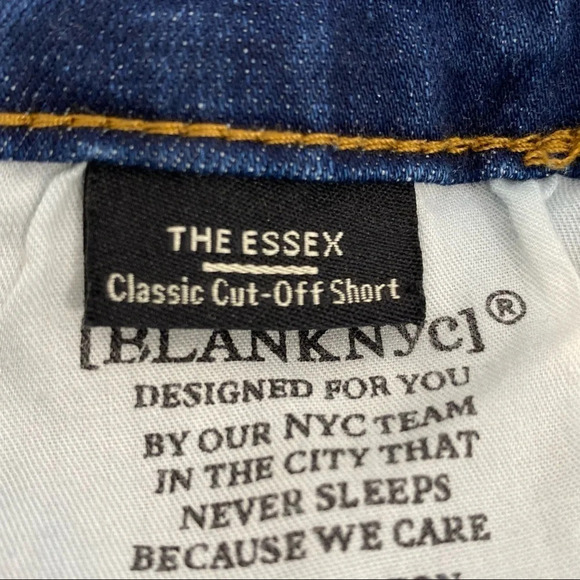 THE ESSEX
Classic Cut-Off Short
[BLANKNYC]®
DESIGNED FOR YOU
BY OUR NYC TEAM
IN THE CITY THAT
NEVER SLEEPS
BECAUSE WE CARE